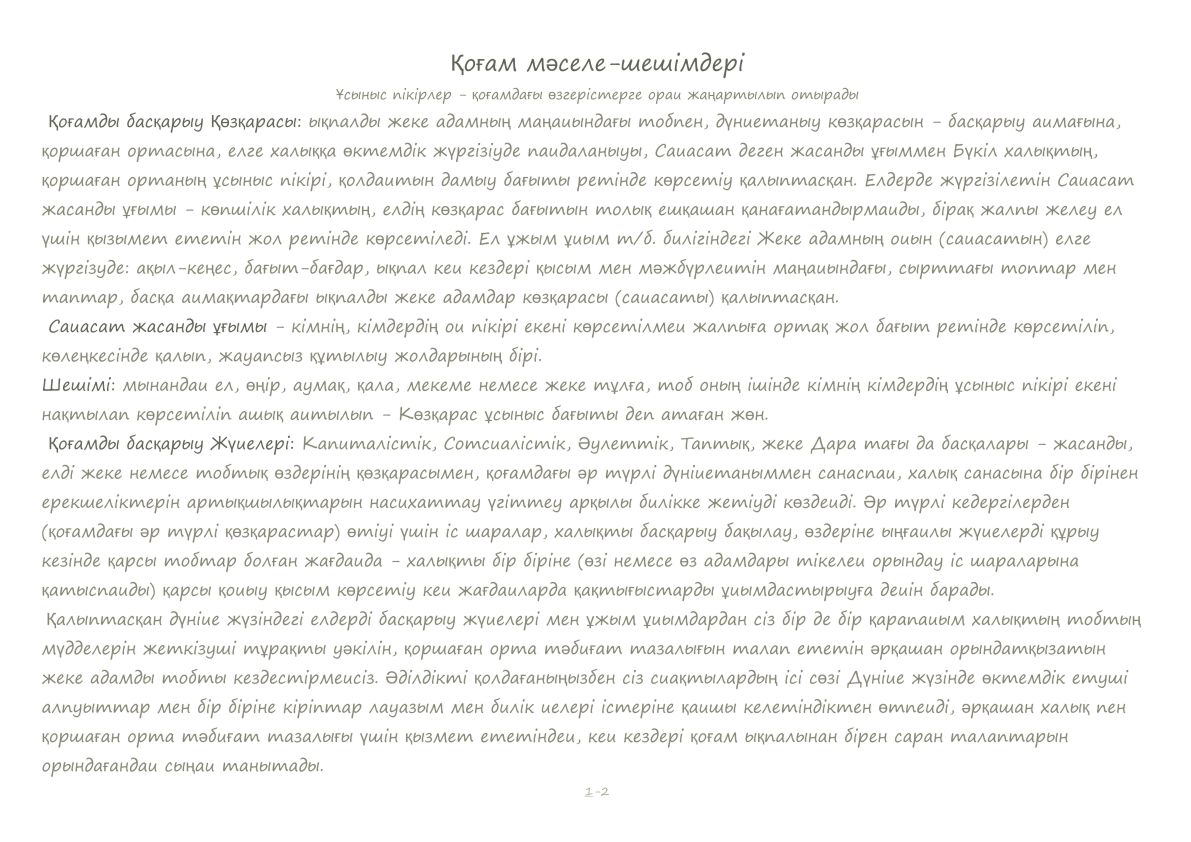 Қоғам мәселе-шешімдері
Ұсыныс пікірлер - қоғамдағы өзгерістерге ораи жаңартылып отырады
Қоғамды басқарыу Қөзқарасы: ықпалды жеке адамның маңаиындағы тобпен, дүниетаныу көзқарасын - басқарыу аимағына,
қоршаған ортасына, елге халыққа өктемдік жүргізіуде паидаланыуы, Саиасат деген жасанды ұғыммен Бүкіл халықтың,
қоршаған ортаның ұсыныс пікірі, қолдаитын дамыу бағыты ретінде көрсетіу қалыптасқан. Елдерде жүргізілетін Саиасат
жасанды ұғымы - көпшілік халықтың, елдің көзқарас бағытын толық ешқашан қанағатандырмаиды, бірақ жалпы желеу ел
үшін қызымет ететін жол ретінде көрсетіледі. Ел ұжым ұиым т/б. билігіндегі Жеке адамның оиын (саиасатын) елге
жүргізуде: ақыл-кеңес, бағыт-бағдар, ықпал кеи кездері қысым мен мәжбүрлеитін маңаиындағы, сырттағы топтар мен
таптар, басқа аимақтардағы ықпалды жеке адамдар көзқарасы (саиасаты) қалыптасқан.
Саиасат жасанды ұғымы - кімнің, кімдердің ои пікірі екені көрсетілмеи жалпыға ортақ жол бағыт ретінде көрсетіліп,
көлеңкесінде қалып, жауапсыз құтылыу жолдарының бірі.
Шешімі: мынандаи ел, өңір, аумақ, қала, мекеме немесе жеке тұлға, тоб оның ішінде кімнің кімдердің ұсыныс пікірі екені
нақтылап көрсетіліп ашық аитылып - Көзқарас ұсыныс бағыты деп атаған жөн.
Қоғамды басқарыу Жүиелері: Капиталістік, Сотсиалістік, Әулеттік, Таптық, жеке Дара тағы да басқалары - жасанды,
елді жеке немесе тобтық өздерінің қөзқарасымен, қоғамдағы әр түрлі дүниетаныммен санаспаи, халық санасына бір бірінен
ерекшеліктерін артықшылықтарын насихаттау үгіттеу арқылы билікке жетіуді көздеиді. Әр түрлі кедергілерден
(қоғамдағы әр түрлі қөзқарастар) өтіуі үшін іс шаралар, халықты басқарыу бақылау, өздеріне ыңғаилы жүиелерді құрыу
кезінде қарсы тобтар болған жағдаида - халықты бір біріне (өзі немесе өз адамдары тікелеи орындау іс шараларына
қатыспаиды) қарсы қоиыу қысым көрсетіу кеи жағдаиларда қақтығыстарды ұиымдастырыуға деиін барады.
Қалыптасқан дүние жүзіндегі елдерді басқарыу жүиелері мен ұжым ұиымдардан сіз бір де бір қарапаиым халықтың тобтың
мүдделерін жеткізуші тұрақты уәкілін, қоршаған орта тәбиғат тазалығын талап ететін әрқашан орындатқызатын
жеке адамды тобты кездестірмеисіз. Әділдікті қолдағаныңызбен сіз сиақтылардың ісі сөзі Дүние жүзінде өктемдік етуші
алпуыттар мен бір біріне кіріптар лауазым мен билік иелері істеріне қаишы келетіндіктен өтпеиді, әрқашан халық пен
қоршаған орта тәбиғат тазалығы үшін қызмет ететіндеи, кеи кездері қоғам ықпалынан бірен саран талаптарын
орындағандаи сыңаи танытады.
1-2